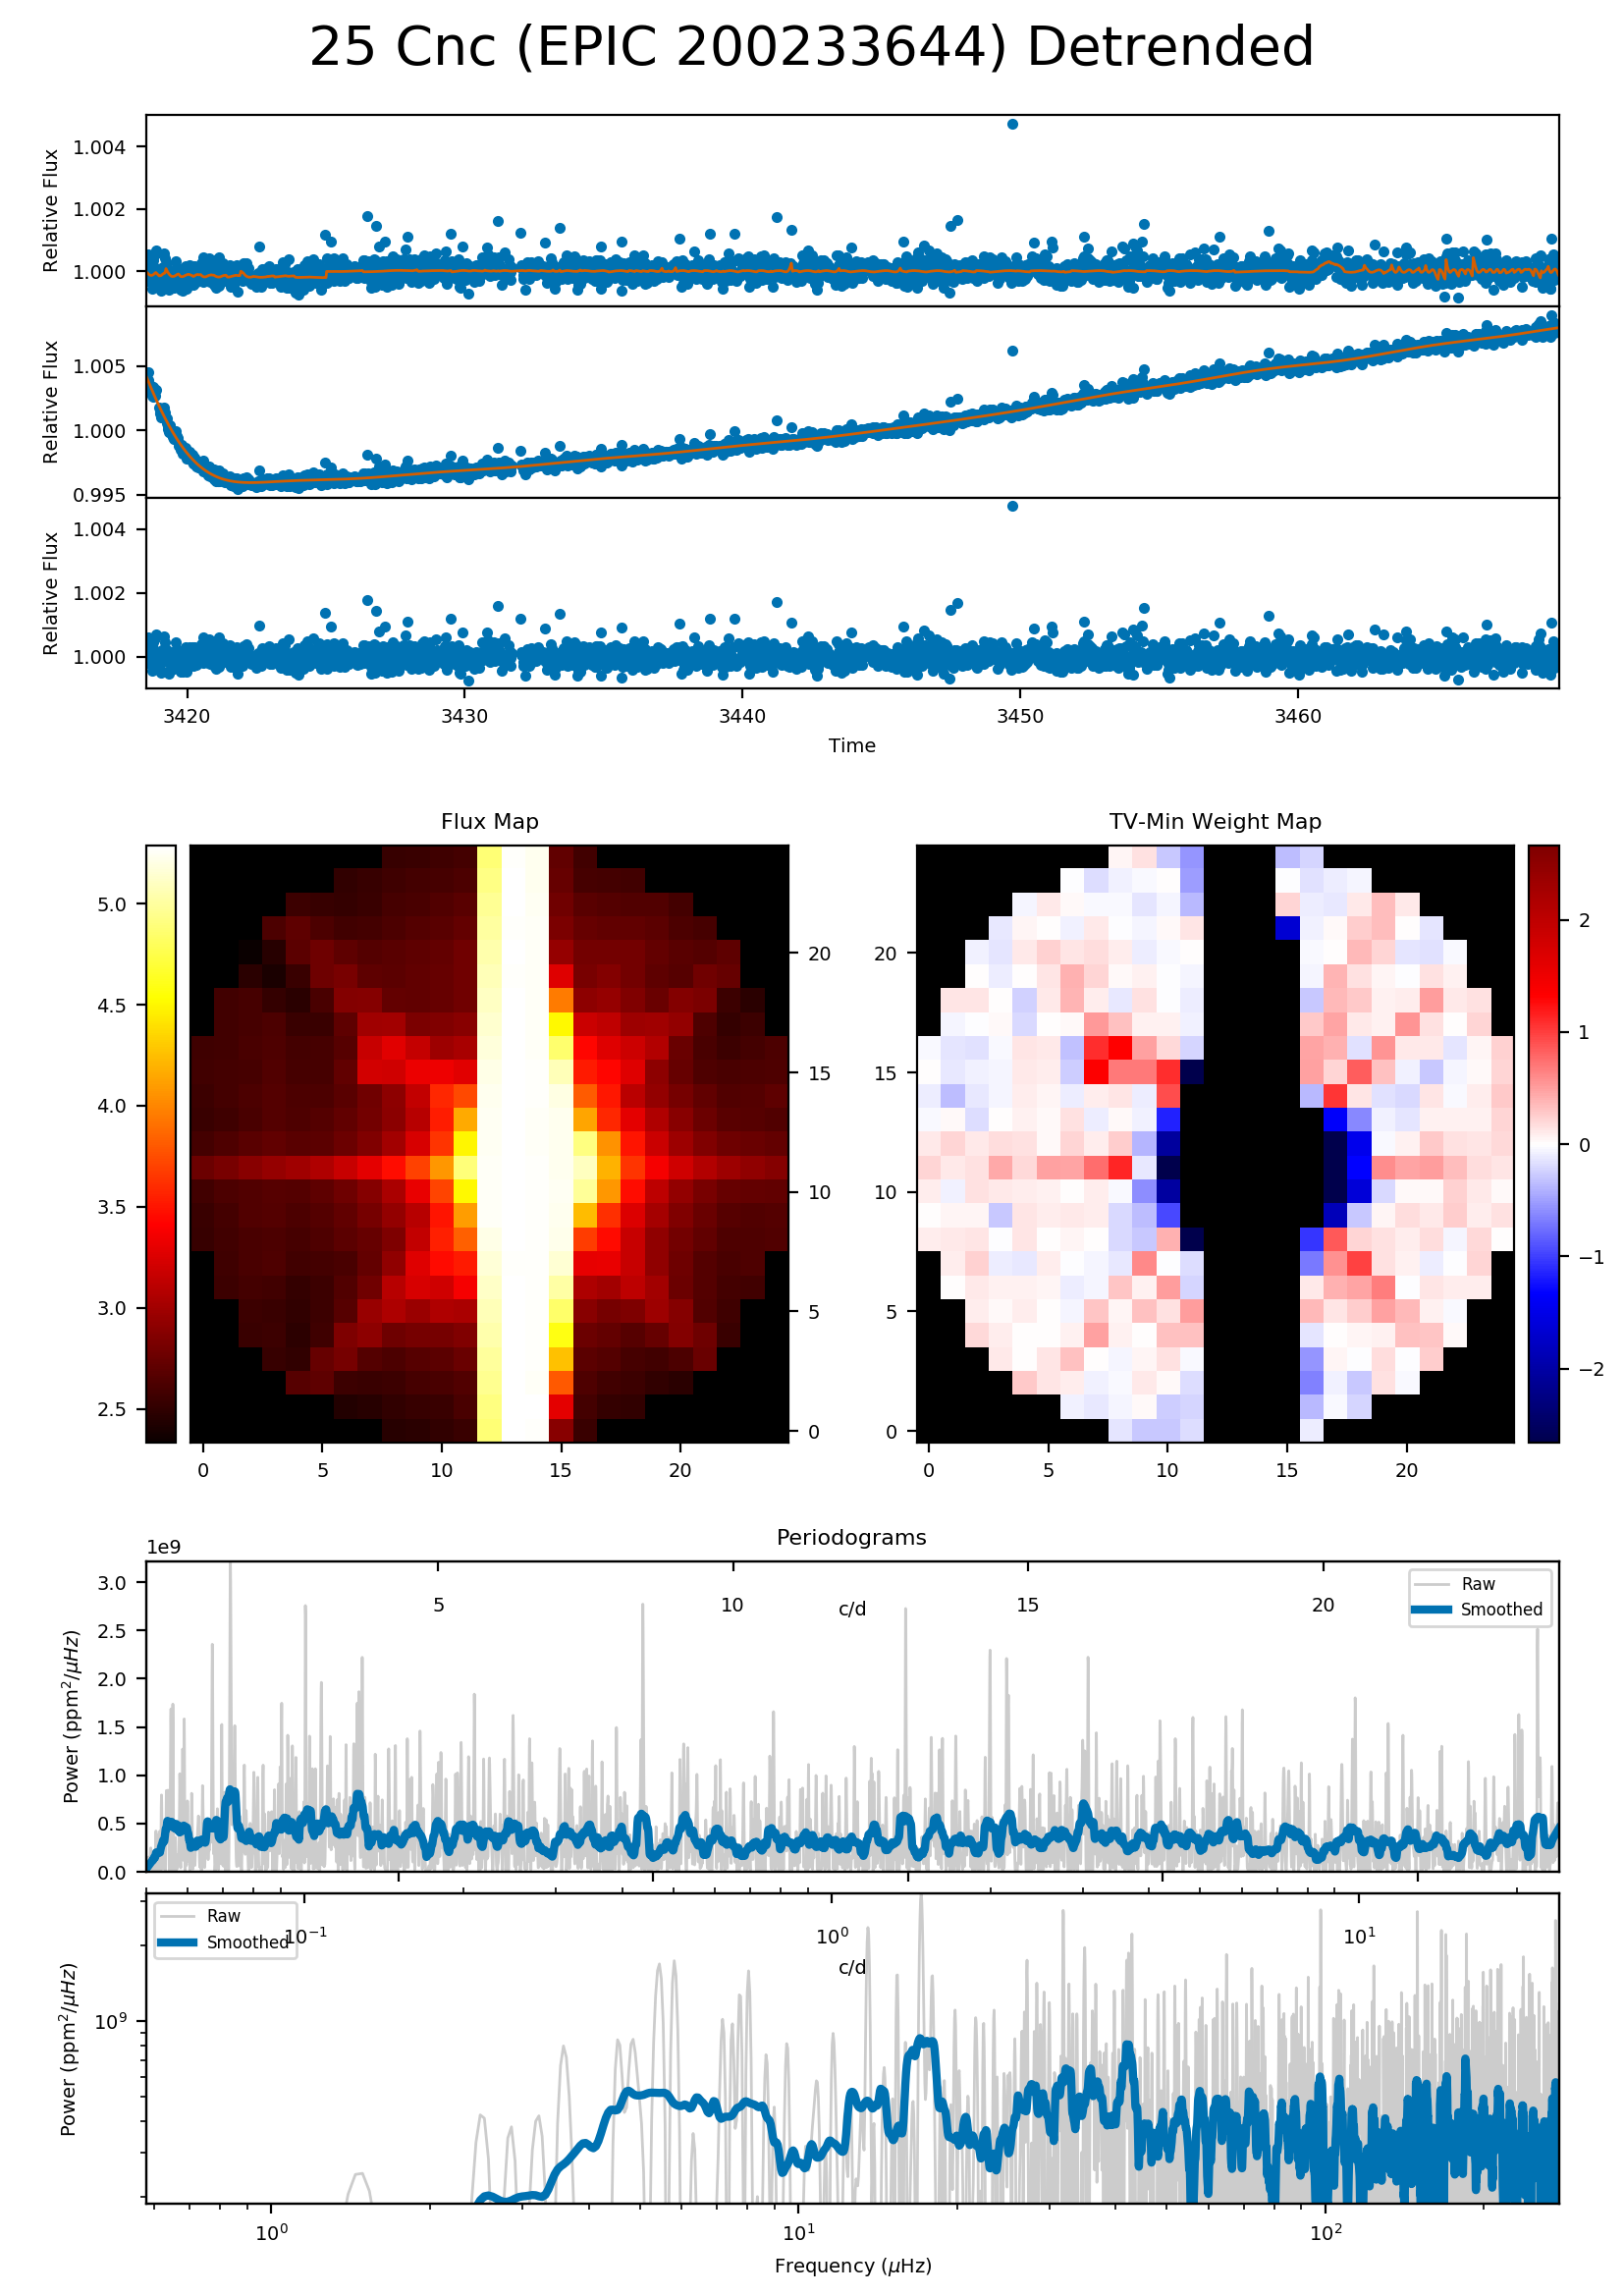 25 Cnc (EPIC 200233644) Detrended
Relative Flux
1.004
1.002
1.000
Relative Flux
1.005
1.000
0.995
Relative Flux
1.004
1.002
1.000
3420 3430 3440 3450 3460
Time
Flux Map
5.0
4.5
4.0
3.5
3.0
2.5
20
15
10
5
0
0 5 10 15 20
TV-Min Weight Map
20
15
10
5
0
0 5 10 15 20
2
1
0
−1
−2
Periodograms
1e9
Power (ppm²/μHz)
3.0
2.5
2.0
1.5
1.0
0.5
0.0
5 10 15 20
c/d
Raw
Smoothed
Power (ppm²/μHz)
10⁹
Raw
Smoothed
10⁻¹ 10⁰ 10¹
c/d
10⁰ 10¹ 10²
Frequency (μHz)